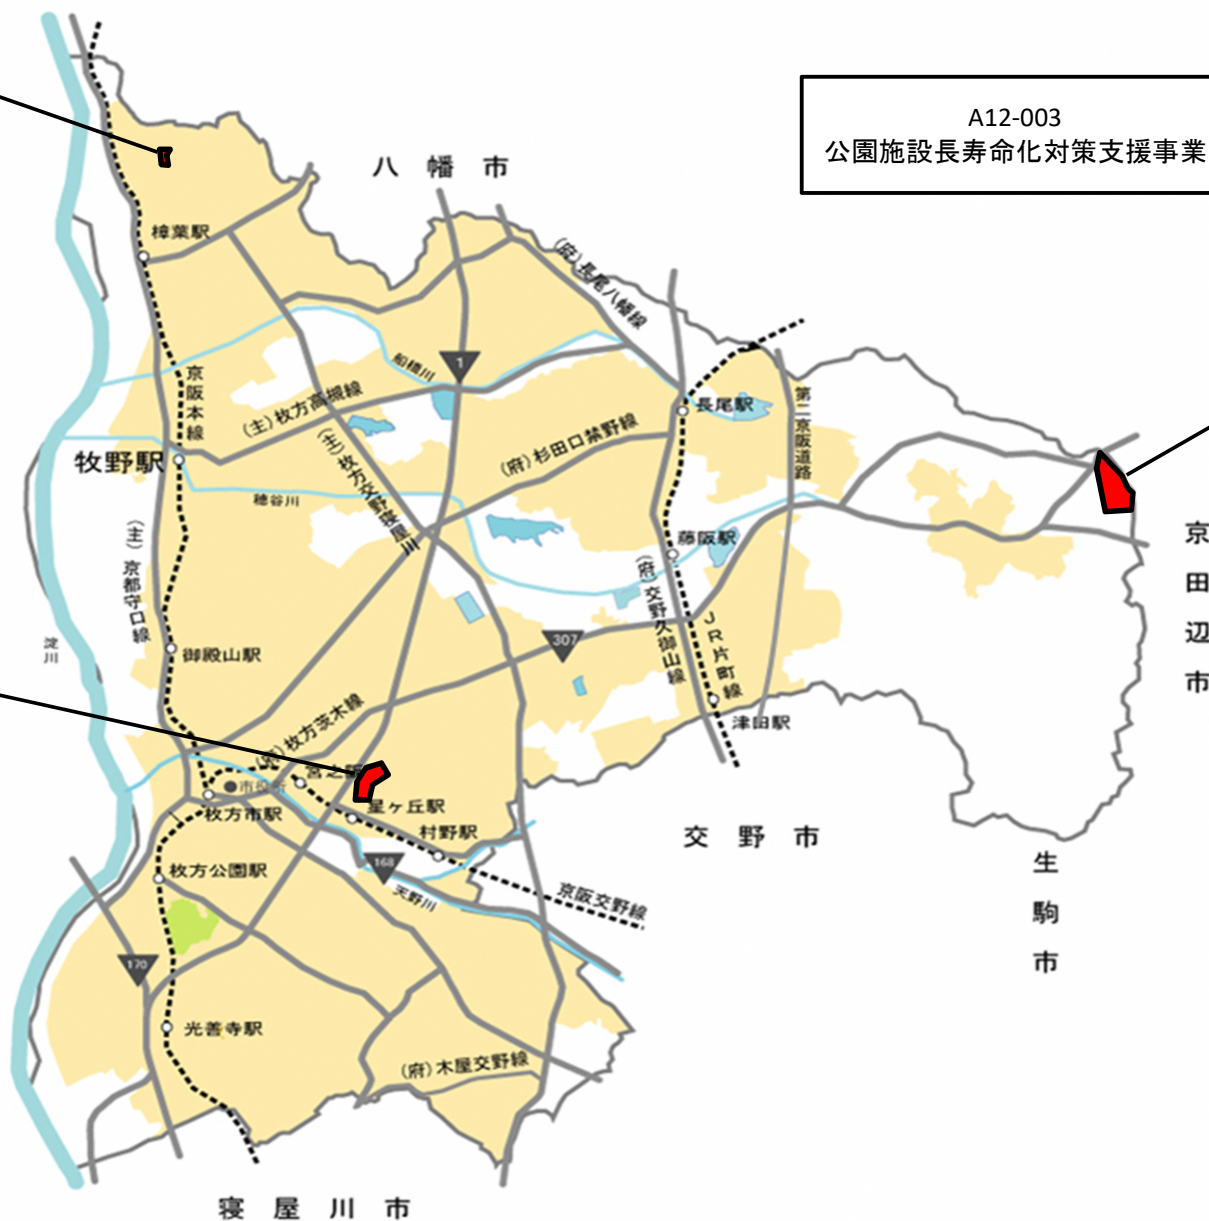 A12-003
公園施設長寿命化対策支援事業
八幡市
樟葉駅
(府)長尾八幡線
1
船橋川
京阪本線
(主)枚方高槻線
長尾駅
第二京阪道路
(主)枚方交野寝屋川
(府)杉田口禁野線
牧野駅
穂谷川
藤阪駅
(主)京都守口線
(府)交野久御山線
京田辺市
淀川
御殿山駅
307
JR片町線
津田駅
(府)枚方茨木線
宮之阪
市役所
枚方市駅
星ヶ丘駅
村野駅
交野市
168
天野川
枚方公園駅
京阪交野線
生駒市
170
光善寺駅
(府)木屋交野線
寝屋川市